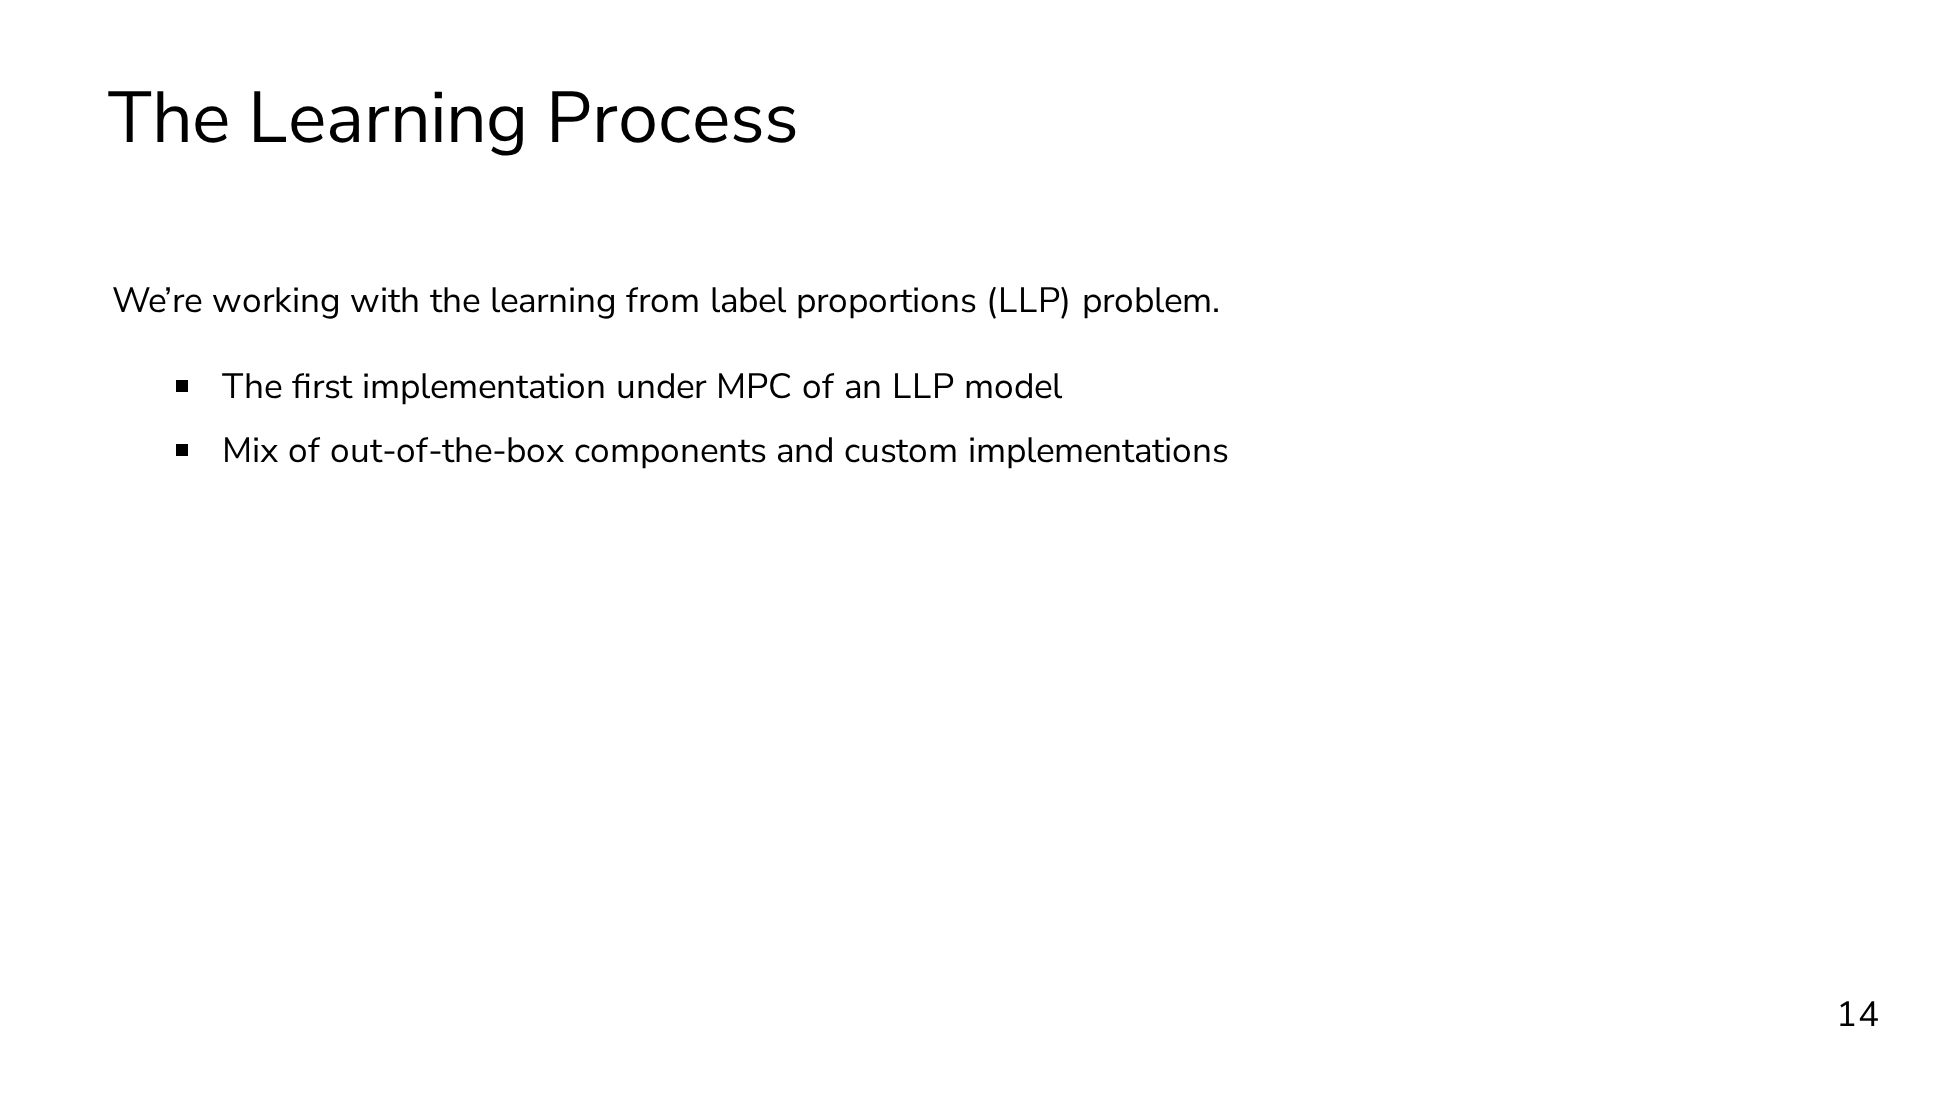 The Learning Process
We’re working with the learning from label proportions (LLP) problem.
▪ The first implementation under MPC of an LLP model
▪ Mix of out-of-the-box components and custom implementations
14